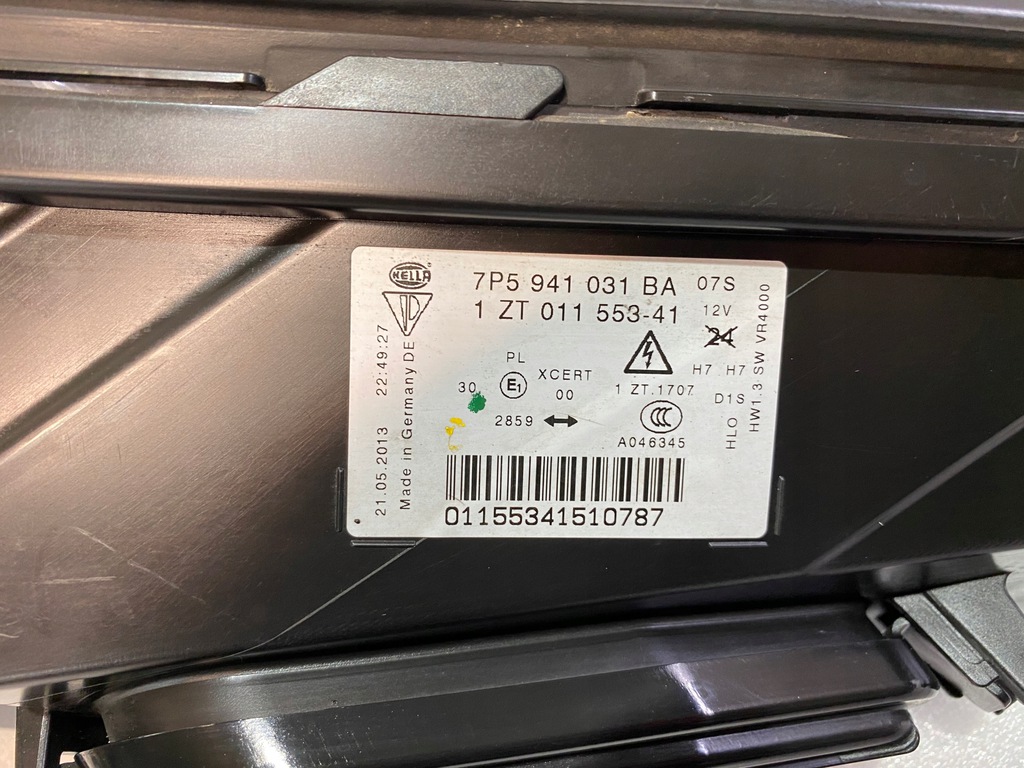 HELLA
7P5 941 031 BA 07S
1 ZT 011 553-41 12V
24
PL
XCERT
H7 H7
30 E1 00
1 ZT.1707 D1S
2859
CCC
A046345
HLO
HW1.3 SW VR4000
21.05.2013 22:49:27
Made in Germany DE
01155341510787